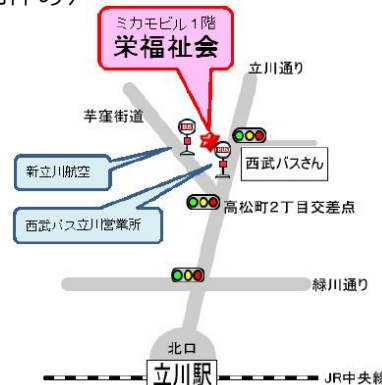 ミカモビル1階
栄福祉会
立川通り
芋窪街道
新立川航空
西武バスさん
西武バス立川営業所
高松町2丁目交差点
緑川通り
北口
立川駅
JR中央線